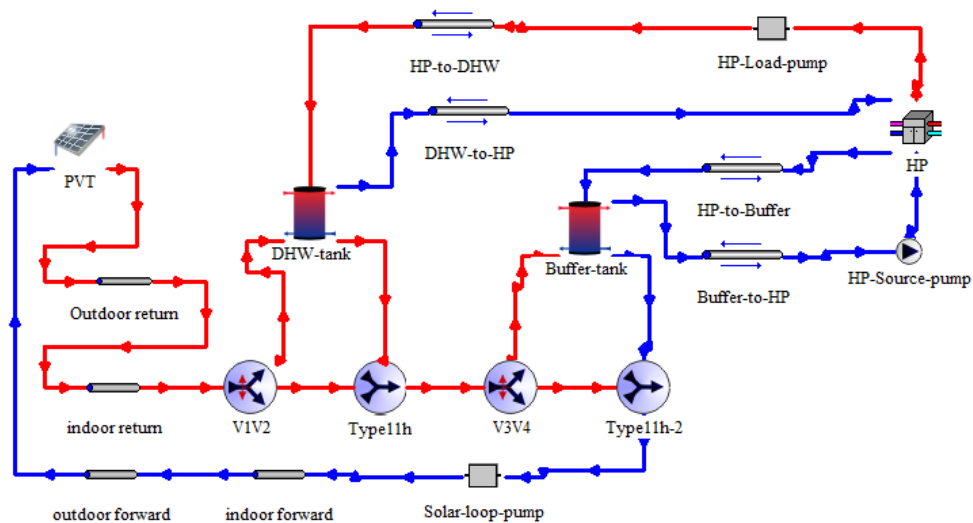 HP-to-DHW
HP-Load-pump
DHW-to-HP
HP
PVT
HP-to-Buffer
DHW-tank
Buffer-tank
HP-Source-pump
Buffer-to-HP
Outdoor return
indoor return
V1V2
Type11h
V3V4
Type11h-2
outdoor forward
indoor forward
Solar-loop-pump